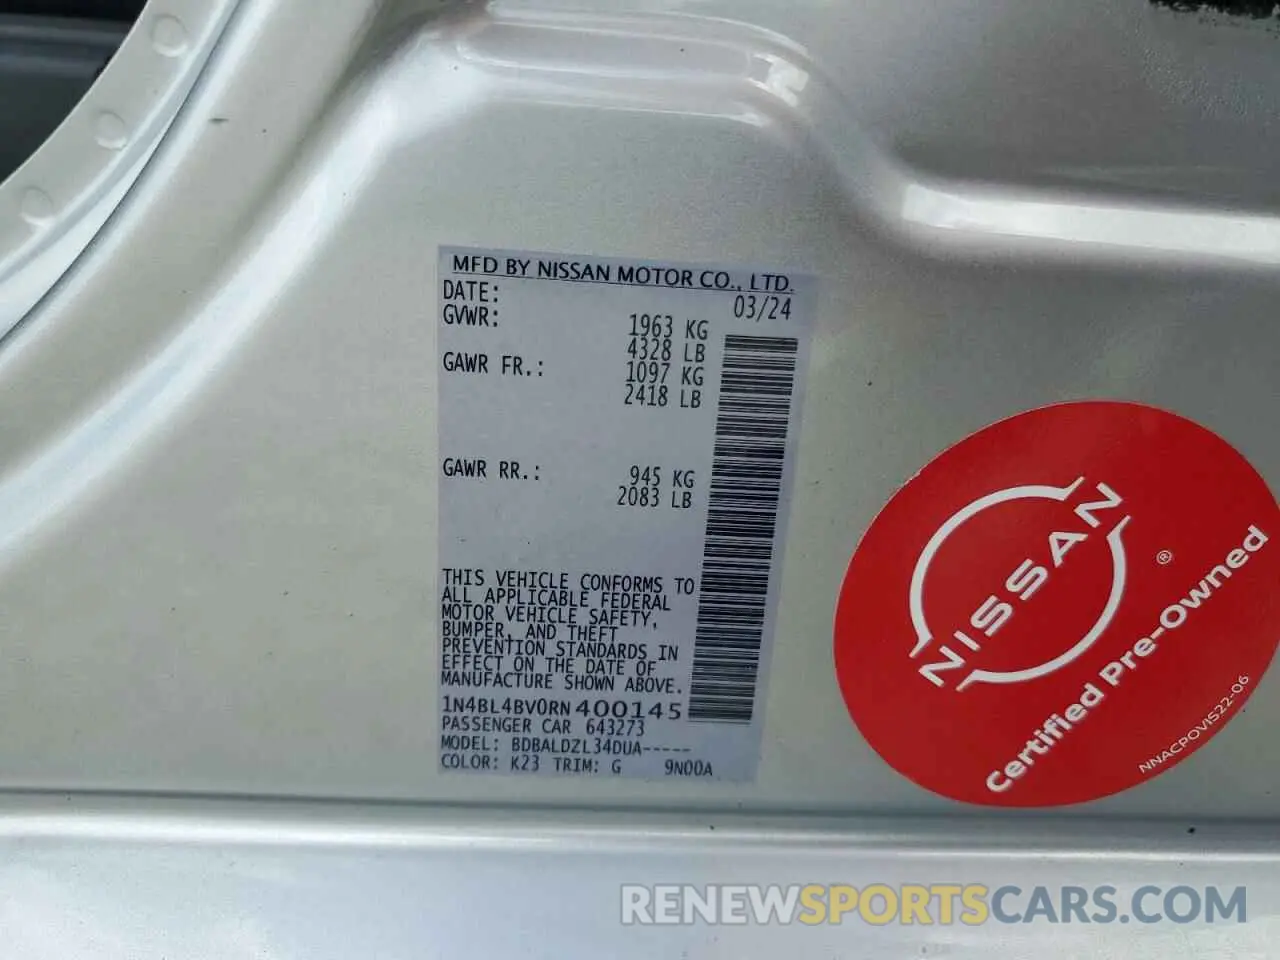 MFD BY NISSAN MOTOR CO., LTD.
DATE: 03/24
GVWR: 1963 KG
4328 LB
GAWR FR.: 1097 KG
2418 LB
GAWR RR.: 945 KG
2083 LB
THIS VEHICLE CONFORMS TO
ALL APPLICABLE FEDERAL
MOTOR VEHICLE SAFETY,
BUMPER, AND THEFT
PREVENTION STANDARDS IN
EFFECT ON THE DATE OF
MANUFACTURE SHOWN ABOVE.
1N4BL4BV0RN400145
PASSENGER CAR 643273
MODEL: BDBALDZL34DUA-----
COLOR: K23 TRIM: G 9N00A
NISSAN
®
Certified Pre-Owned
NNACPOVIS22-06
RENEWSPORTSCARS.COM